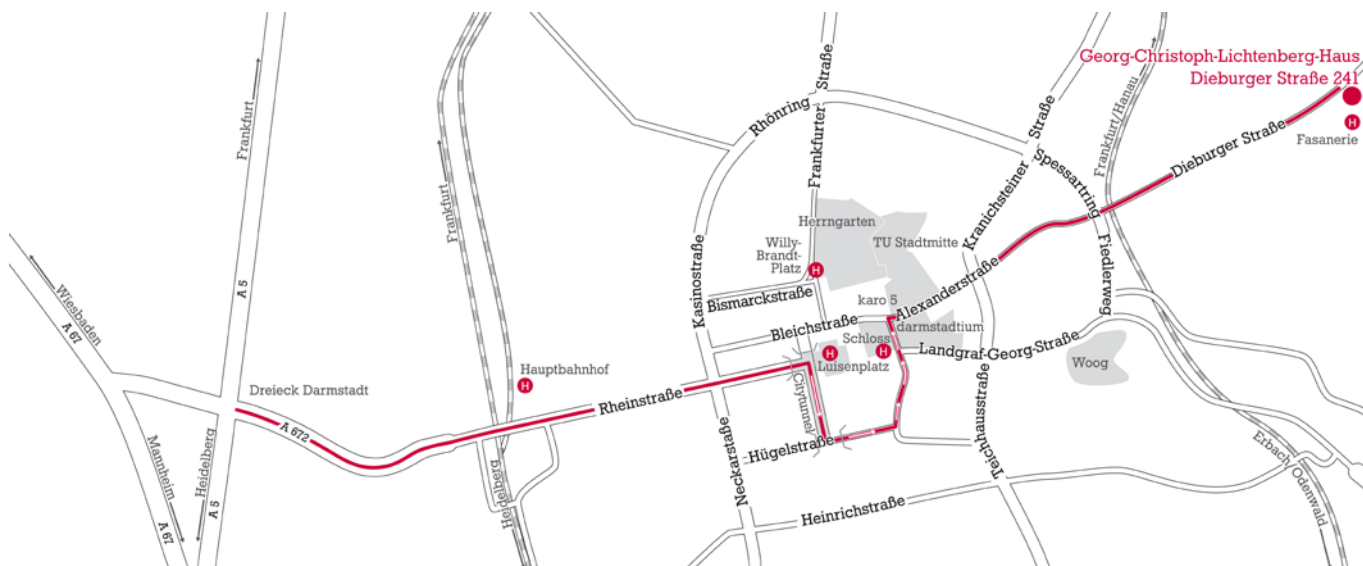 Georg-Christoph-Lichtenberg-Haus
Dieburger Straße 241
H
Fasanerie
Dieburger Straße
Frankfurt/Hanau
Kranichsteiner Straße
Spessartring
Fiedlerweg
Frankfurter Straße
Rhönring
Herrngarten
TU Stadtmitte
Willy-
Brandt-
Platz
H
Kasinostraße
Bismarckstraße
karo 5
Alexanderstraße
Bleichstraße
darmstadtium
Schloss
H
H
Luisenplatz
Landgraf-Georg-Straße
Woog
Citytunnel
Frankfurt
A 5
Frankfurt
Wiesbaden
A 67
Hauptbahnhof
H
Dreieck Darmstadt
Rheinstraße
A 672
Hügelstraße
Neckarstaße
Teichhausstraße
Heinrichstraße
Mannheim
A 67
Heidelberg
A 5
Heidelberg
Erbach/Odenwald